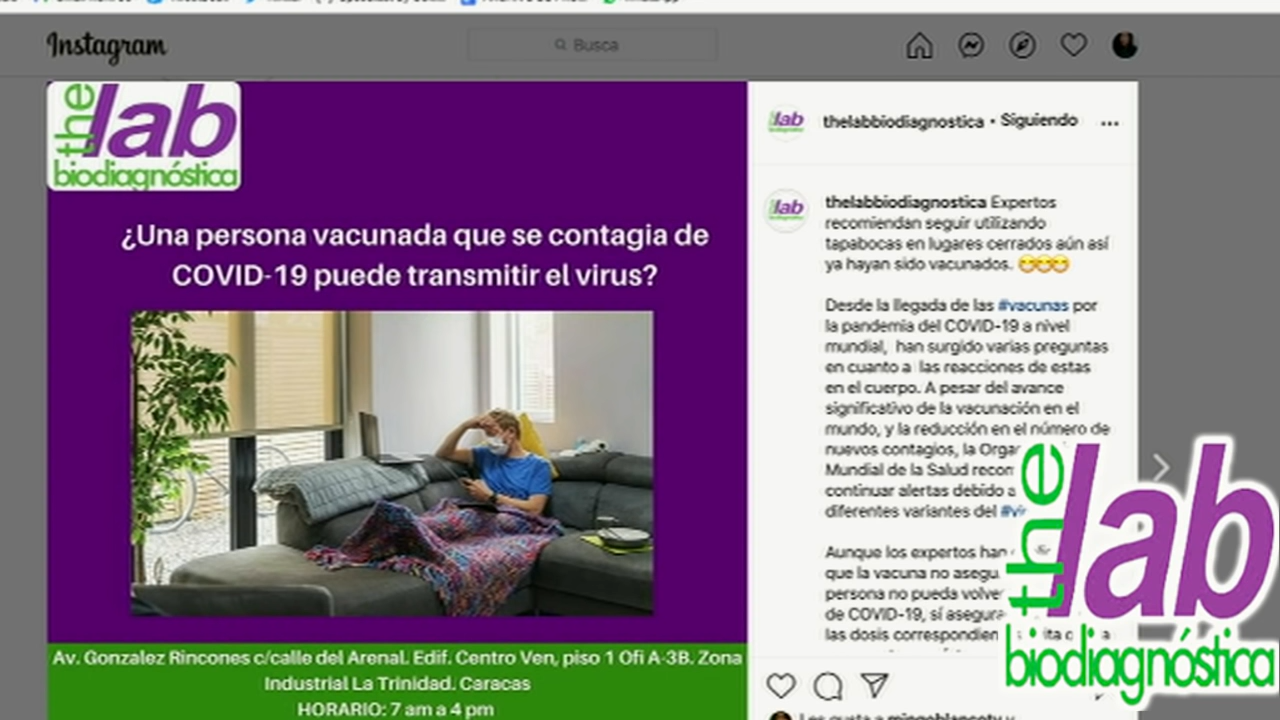 Instagram
Busca
the lab
biodiagnóstica
¿Una persona vacunada que se contagia de
COVID-19 puede transmitir el virus?
Av. Gonzalez Rincones c/calle del Arenal. Edif. Centro Ven, piso 1 Ofi A-3B. Zona
Industrial La Trinidad. Caracas
HORARIO: 7 am a 4 pm
thelabbiodiagnostica • Siguiendo
thelabbiodiagnostica Expertos
recomiendan seguir utilizando
tapabocas en lugares cerrados aún así
ya hayan sido vacunados. 😷😷😷
Desde la llegada de las #vacunas por
la pandemia del COVID-19 a nivel
mundial, han surgido varias preguntas
en cuanto a las reacciones de estas
en el cuerpo. A pesar del avance
significativo de la vacunación en el
mundo, y la reducción en el número de
nuevos contagios, la
Mundial de la Salud
continuar alertas debido a
diferentes variantes del
Aunque los expertos han
que la vacuna no
persona no pueda
de COVID-19, sí
las dosis
Les gusta a
the lab
biodiagnóstica